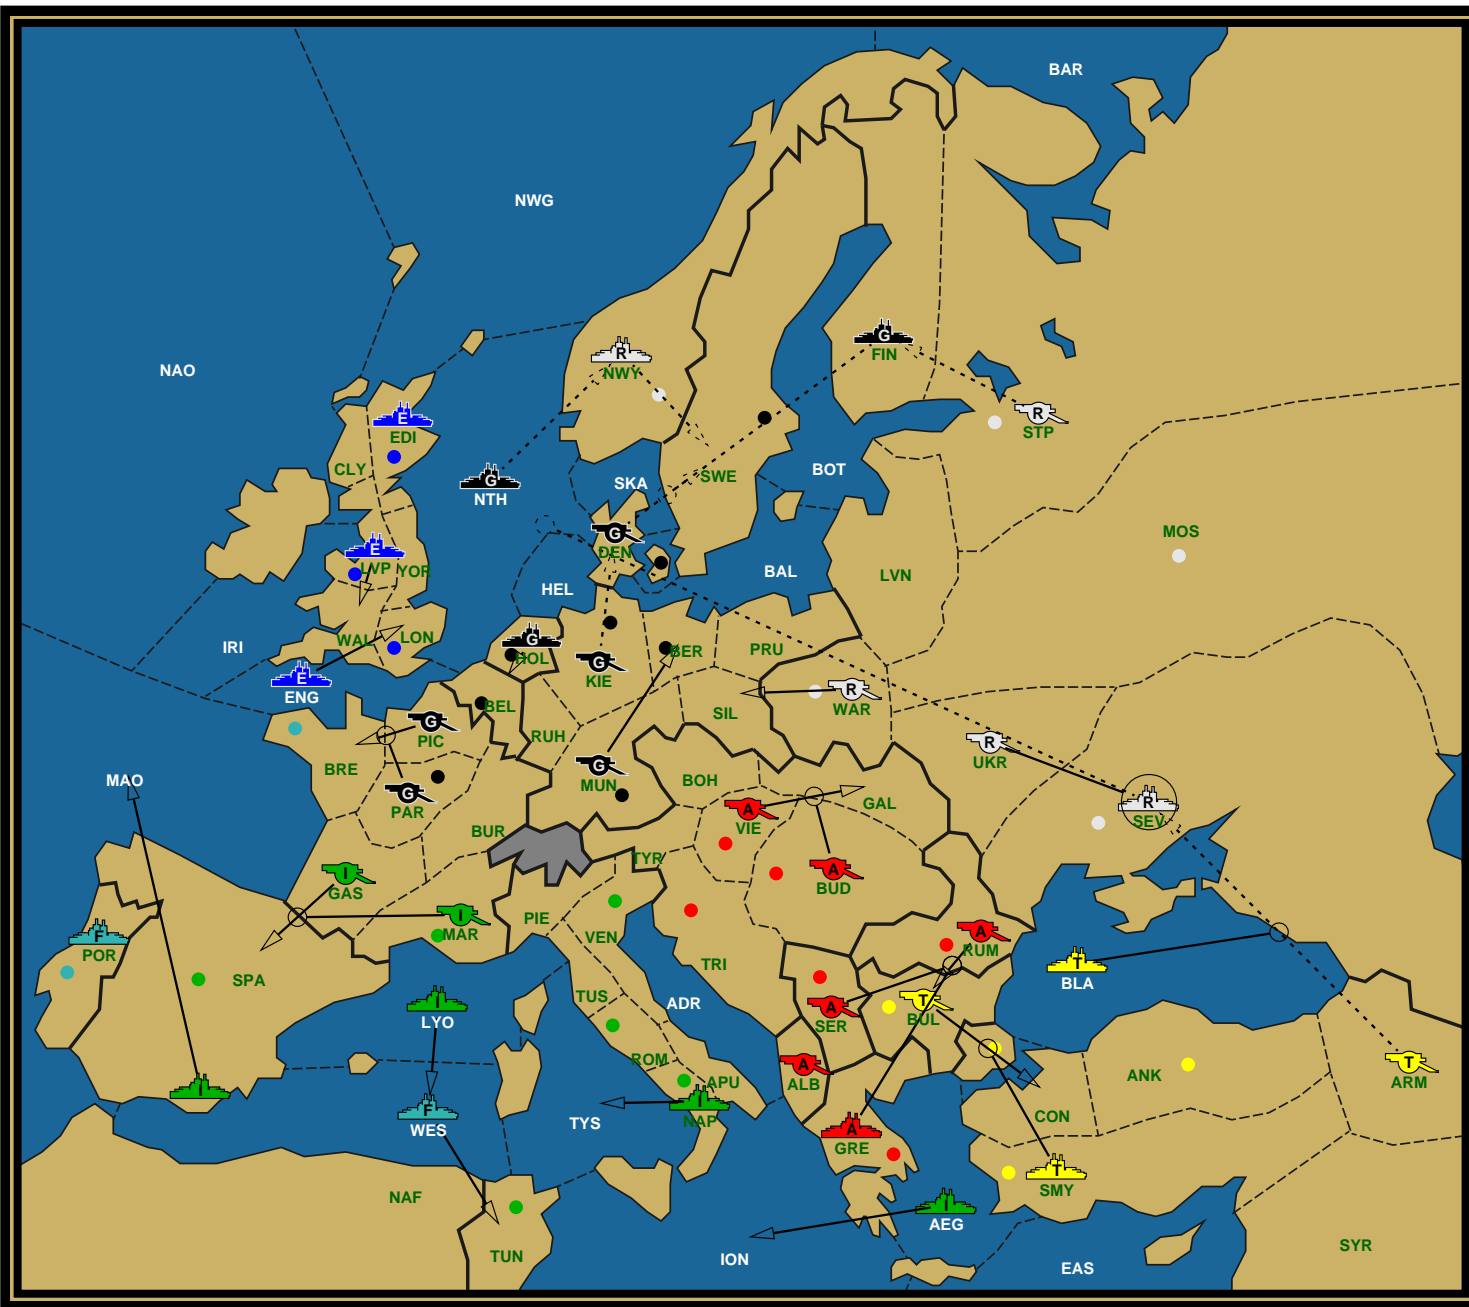 BAR
NWG
NAO
R
NWY
G
FIN
E
EDI
R
STP
CLY
G
NTH
SKA
SWE
BOT
MOS
G
DEN
E
LVP
YOR
HEL
BAL
LVN
IRI
WAL
LON
G
HOL
G
KIE
BER
PRU
E
ENG
BEL
SIL
R
WAR
G
PIC
RUH
R
UKR
BRE
G
MUN
BOH
MAO
G
PAR
A
VIE
GAL
R
SEV
BUR
TYR
I
GAS
A
BUD
I
MAR
PIE
VEN
A
RUM
F
POR
SPA
TRI
T
BLA
I
LYO
TUS
ADR
A
SER
T
BUL
ROM
A
ALB
APU
ANK
T
ARM
I
F
WES
TYS
I
NAP
CON
A
GRE
T
SMY
NAF
I
AEG
TUN
ION
EAS
SYR